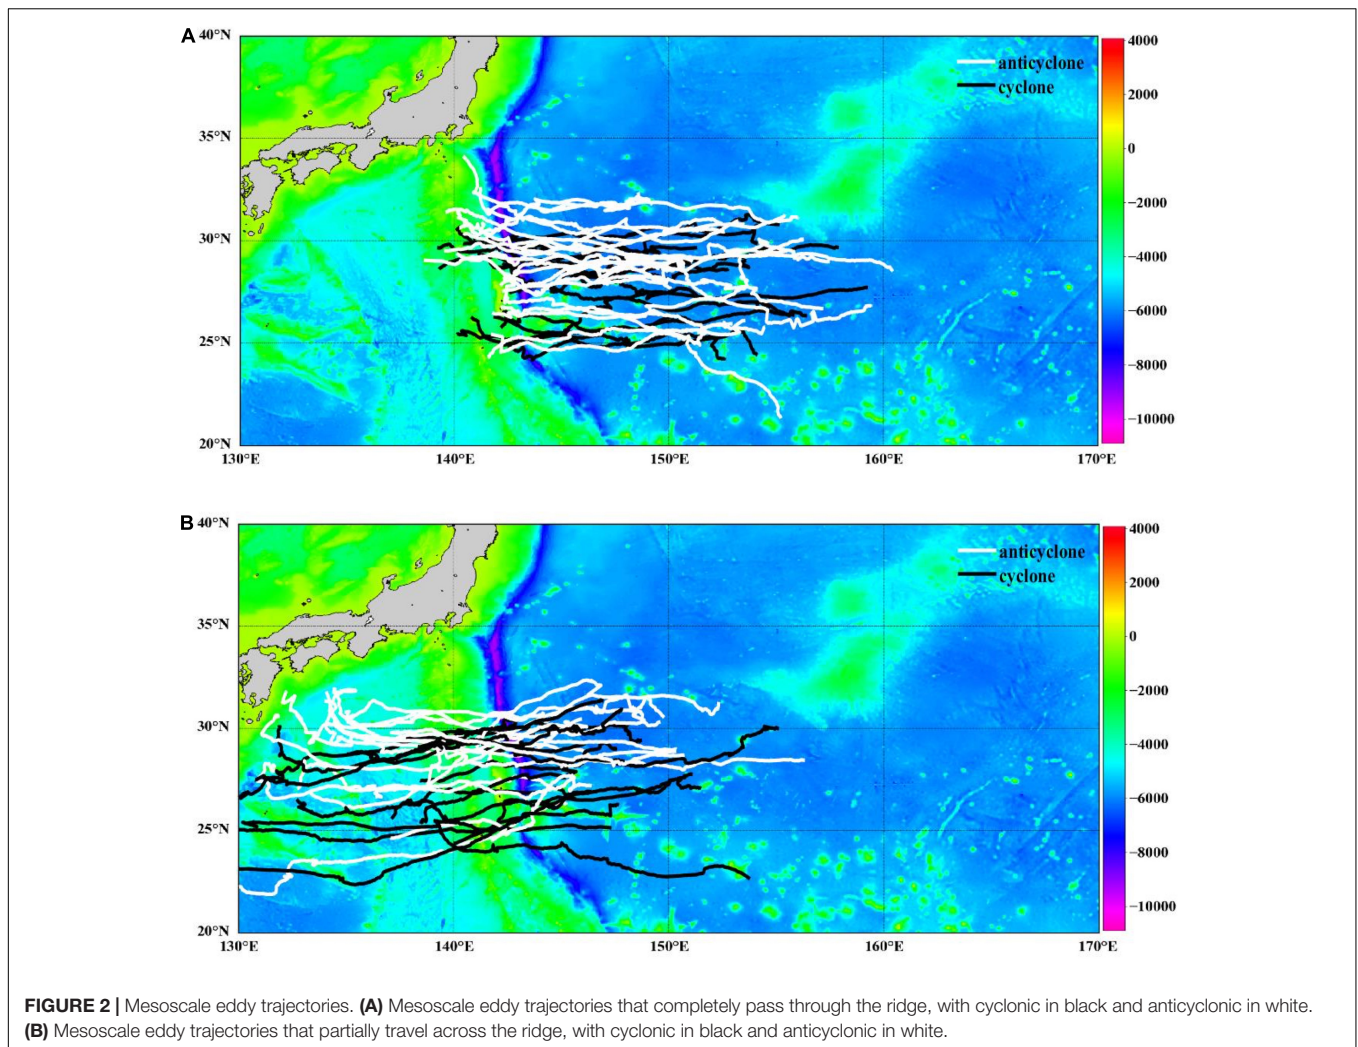 A
40°N
35°N
30°N
25°N
20°N
130°E 140°E 150°E 160°E 170°E
anticyclone
cyclone
4000
2000
0
−2000
−4000
−6000
−8000
−10000
B
40°N
35°N
30°N
25°N
20°N
130°E 140°E 150°E 160°E 170°E
anticyclone
cyclone
4000
2000
0
−2000
−4000
−6000
−8000
−10000
FIGURE 2 | Mesoscale eddy trajectories. (A) Mesoscale eddy trajectories that completely pass through the ridge, with cyclonic in black and anticyclonic in white.
(B) Mesoscale eddy trajectories that partially travel across the ridge, with cyclonic in black and anticyclonic in white.